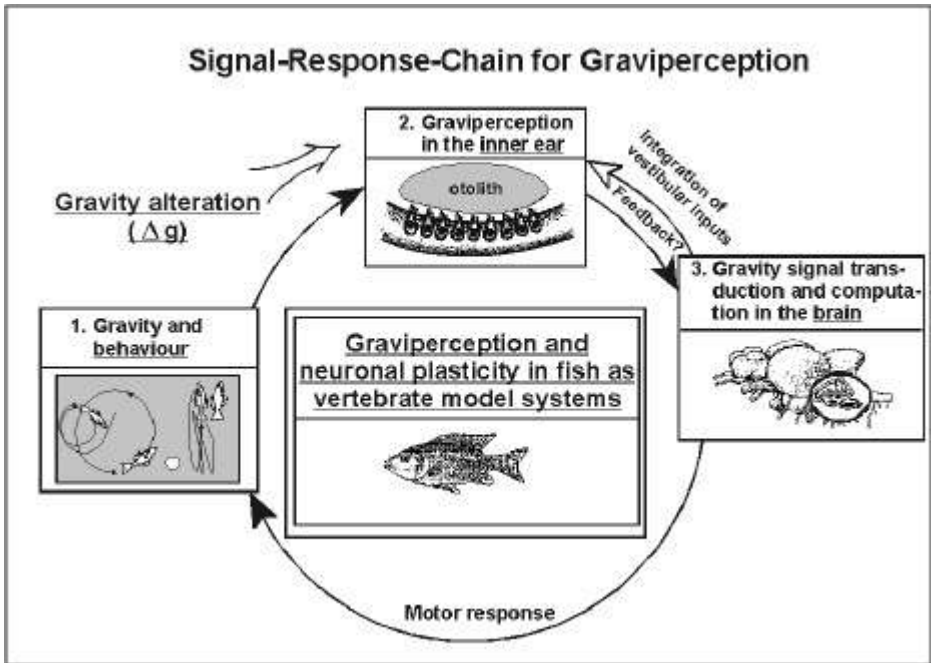 Signal-Response-Chain for Graviperception
2. Graviperception
in the inner ear
otolith
Gravity alteration
( Δ g)
Integration of
vestibular inputs
Feedback?
3. Gravity signal trans-
duction and computa-
tion in the brain
1. Gravity and
behaviour
Graviperception and
neuronal plasticity in fish as
vertebrate model systems
Motor response